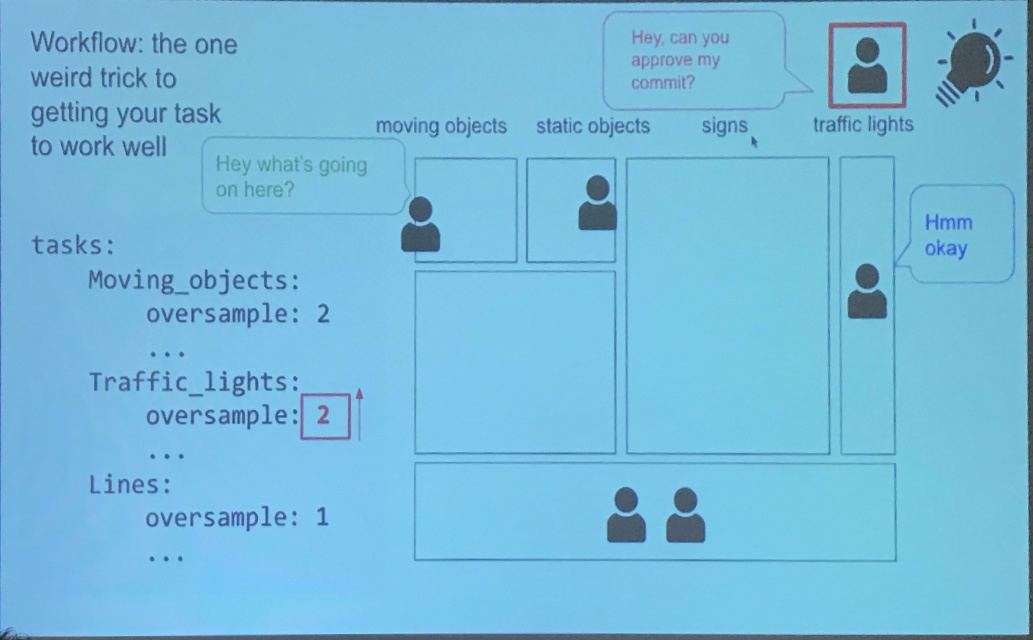 Workflow: the one
weird trick to
getting your task
to work well
Hey, can you
approve my
commit?
moving objects
static objects
signs
traffic lights
Hey what's going
on here?
Hmm
okay
tasks:
Moving_objects:
oversample: 2
...
Traffic_lights:
oversample: 2
...
Lines:
oversample: 1
...